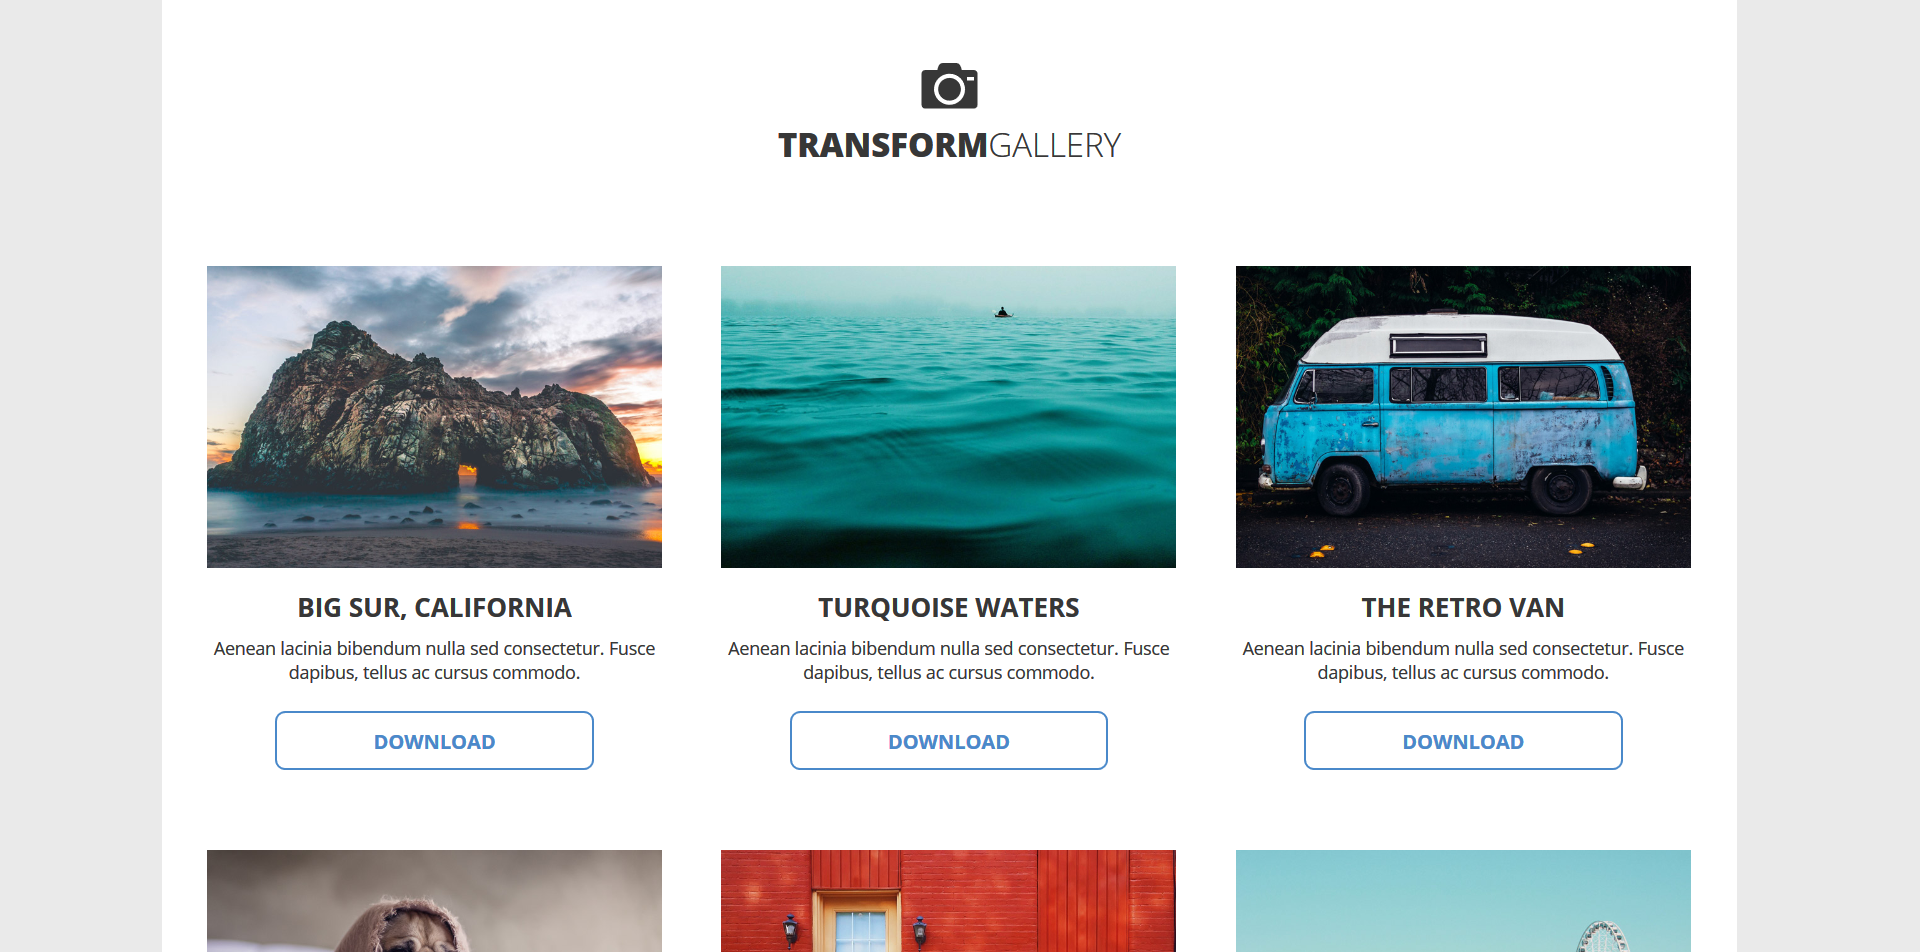 TRANSFORMGALLERY
BIG SUR, CALIFORNIA
Aenean lacinia bibendum nulla sed consectetur. Fusce
dapibus, tellus ac cursus commodo.
DOWNLOAD
TURQUOISE WATERS
Aenean lacinia bibendum nulla sed consectetur. Fusce
dapibus, tellus ac cursus commodo.
DOWNLOAD
THE RETRO VAN
Aenean lacinia bibendum nulla sed consectetur. Fusce
dapibus, tellus ac cursus commodo.
DOWNLOAD